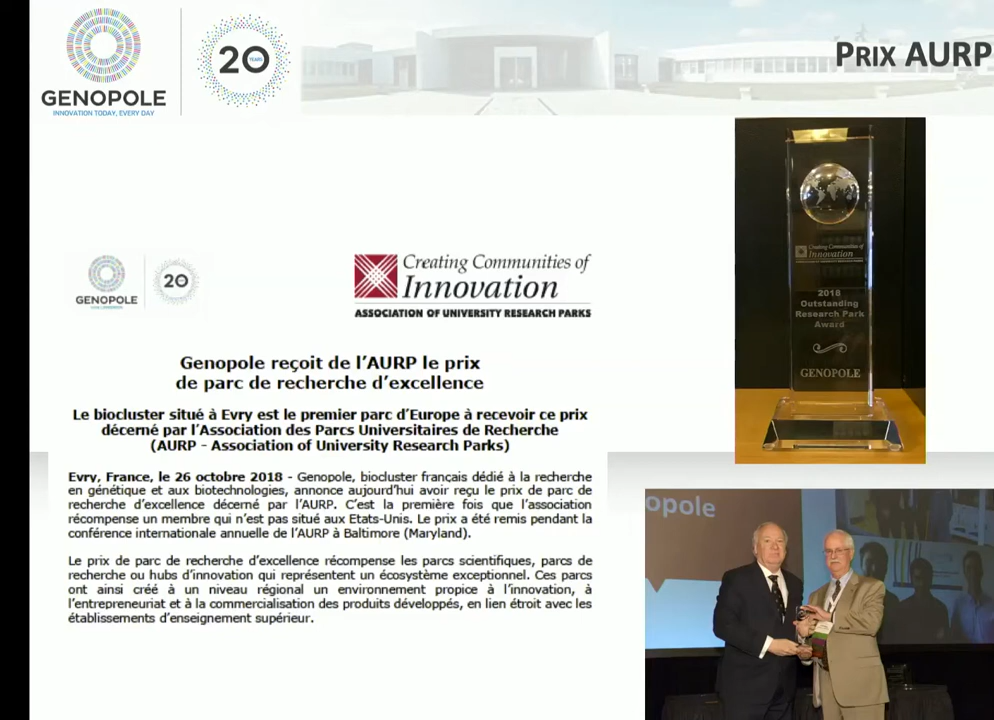 GENOPOLE
INNOVATION TODAY, EVERY DAY
20 YEARS
PRIX AURP
GENOPOLE
20
Creating Communities of
Innovation
ASSOCIATION OF UNIVERSITY RESEARCH PARKS
Genopole reçoit de l'AURP le prix
de parc de recherche d'excellence
Le biocluster situé à Evry est le premier parc d'Europe à recevoir ce prix
décerné par l'Association des Parcs Universitaires de Recherche
(AURP - Association of University Research Parks)
Evry, France, le 26 octobre 2018 - Genopole, biocluster français dédié à la recherche
en génétique et aux biotechnologies, annonce aujourd'hui avoir reçu le prix de parc de
recherche d'excellence décerné par l'AURP. C'est la première fois que l'association
récompense un membre qui n'est pas situé aux Etats-Unis. Le prix a été remis pendant la
conférence internationale annuelle de l'AURP à Baltimore (Maryland).
Le prix de parc de recherche d'excellence récompense les parcs scientifiques, parcs de
recherche ou hubs d'innovation qui représentent un écosystème exceptionnel. Ces parcs
ont ainsi créé à un niveau régional un environnement propice à l'innovation, à
l'entrepreneuriat et à la commercialisation des produits développés, en lien étroit avec les
établissements d'enseignement supérieur.
Creating Communities of
Innovation
2018
Outstanding
Research Park
Award
GENOPOLE
opole